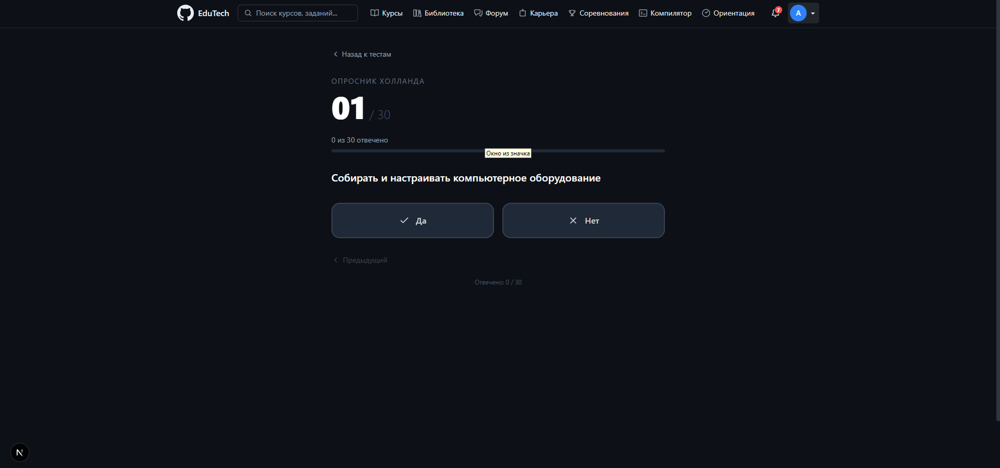 EduTech
Поиск курсов, заданий...
Курсы
Библиотека
Форум
Карьера
Соревнования
Компилятор
Ориентация
7
A
Назад к тестам
ОПРОСНИК ХОЛЛАНДА
01 / 30
0 из 30 отвечено
Окно из значка
Собирать и настраивать компьютерное оборудование
Да
Нет
Предыдущий
Отвечено: 0 / 30
N